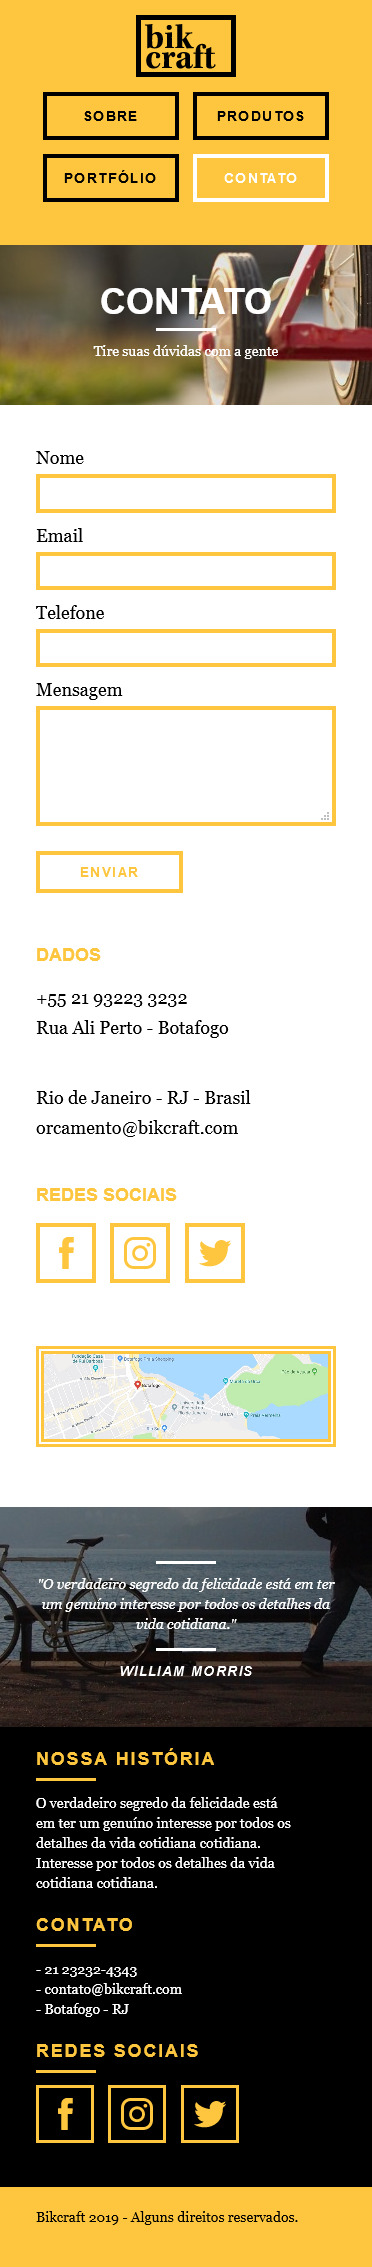 bik
craft
SOBRE
PRODUTOS
PORTFÓLIO
CONTATO
CONTATO
Tire suas dúvidas com a gente
Nome
Email
Telefone
Mensagem
ENVIAR
DADOS
+55 21 93223 3232
Rua Ali Perto - Botafogo
Rio de Janeiro - RJ - Brasil
orcamento@bikcraft.com
REDES SOCIAIS
Botafogo Praia Shopping
Botafogo
"O verdadeiro segredo da felicidade está em ter
um genuíno interesse por todos os detalhes da
vida cotidiana."
WILLIAM MORRIS
NOSSA HISTÓRIA
O verdadeiro segredo da felicidade está
em ter um genuíno interesse por todos os
detalhes da vida cotidiana cotidiana.
Interesse por todos os detalhes da vida
cotidiana cotidiana.
CONTATO
- 21 23232-4343
- contato@bikcraft.com
- Botafogo - RJ
REDES SOCIAIS
Bikcraft 2019 - Alguns direitos reservados.